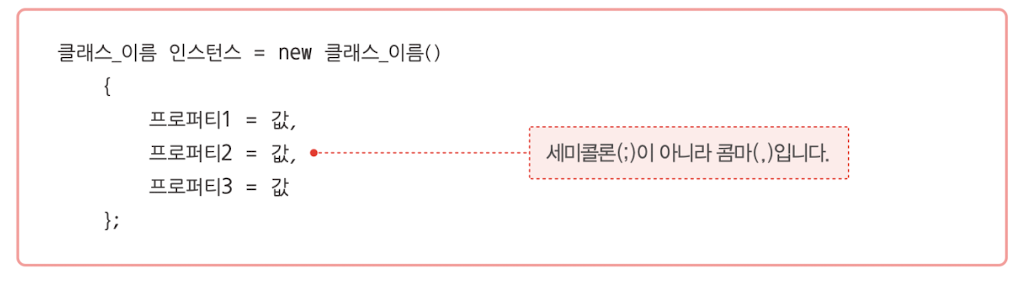 클래스_이름 인스턴스 = new 클래스_이름()
{
프로퍼티1 = 값,
프로퍼티2 = 값,
세미콜론(;)이 아니라 콤마(,)입니다.
프로퍼티3 = 값
};